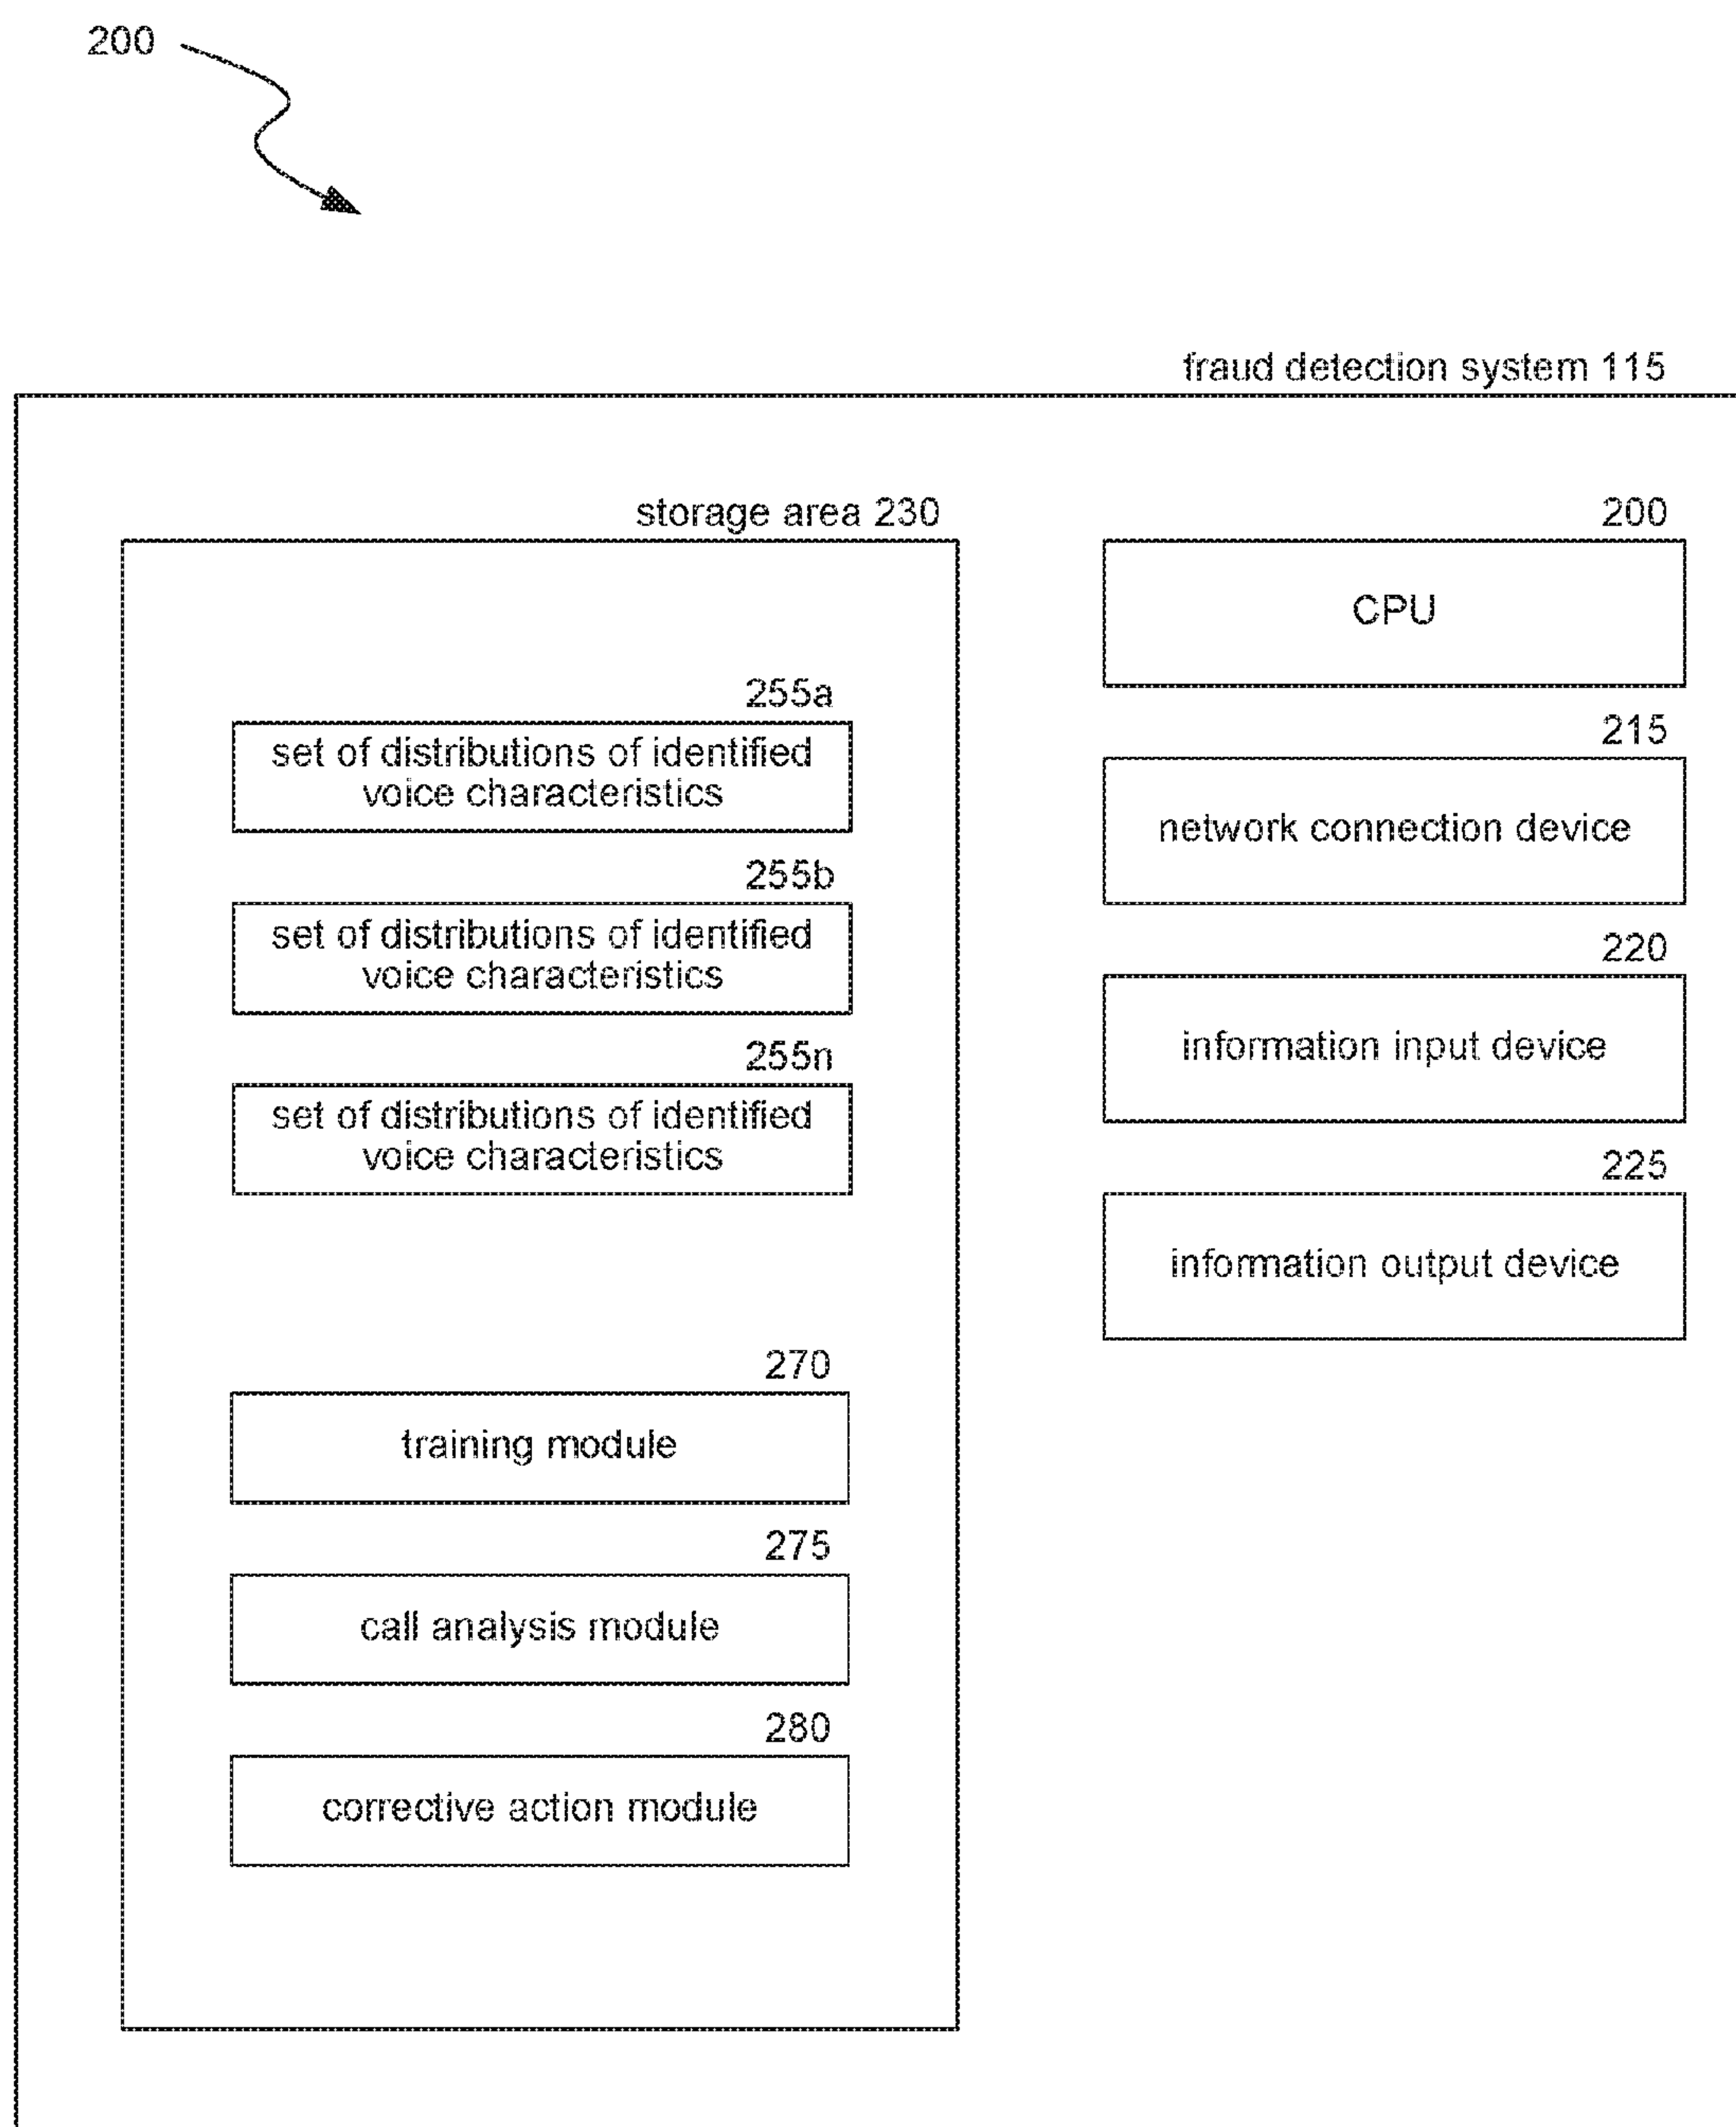 200
fraud detection system 115
storage area 230
255a
set of distributions of identified
voice characteristics
255b
set of distributions of identified
voice characteristics
255n
set of distributions of identified
voice characteristics
270
training module
275
call analysis module
280
corrective action module
200
CPU
215
network connection device
220
information input device
225
information output device